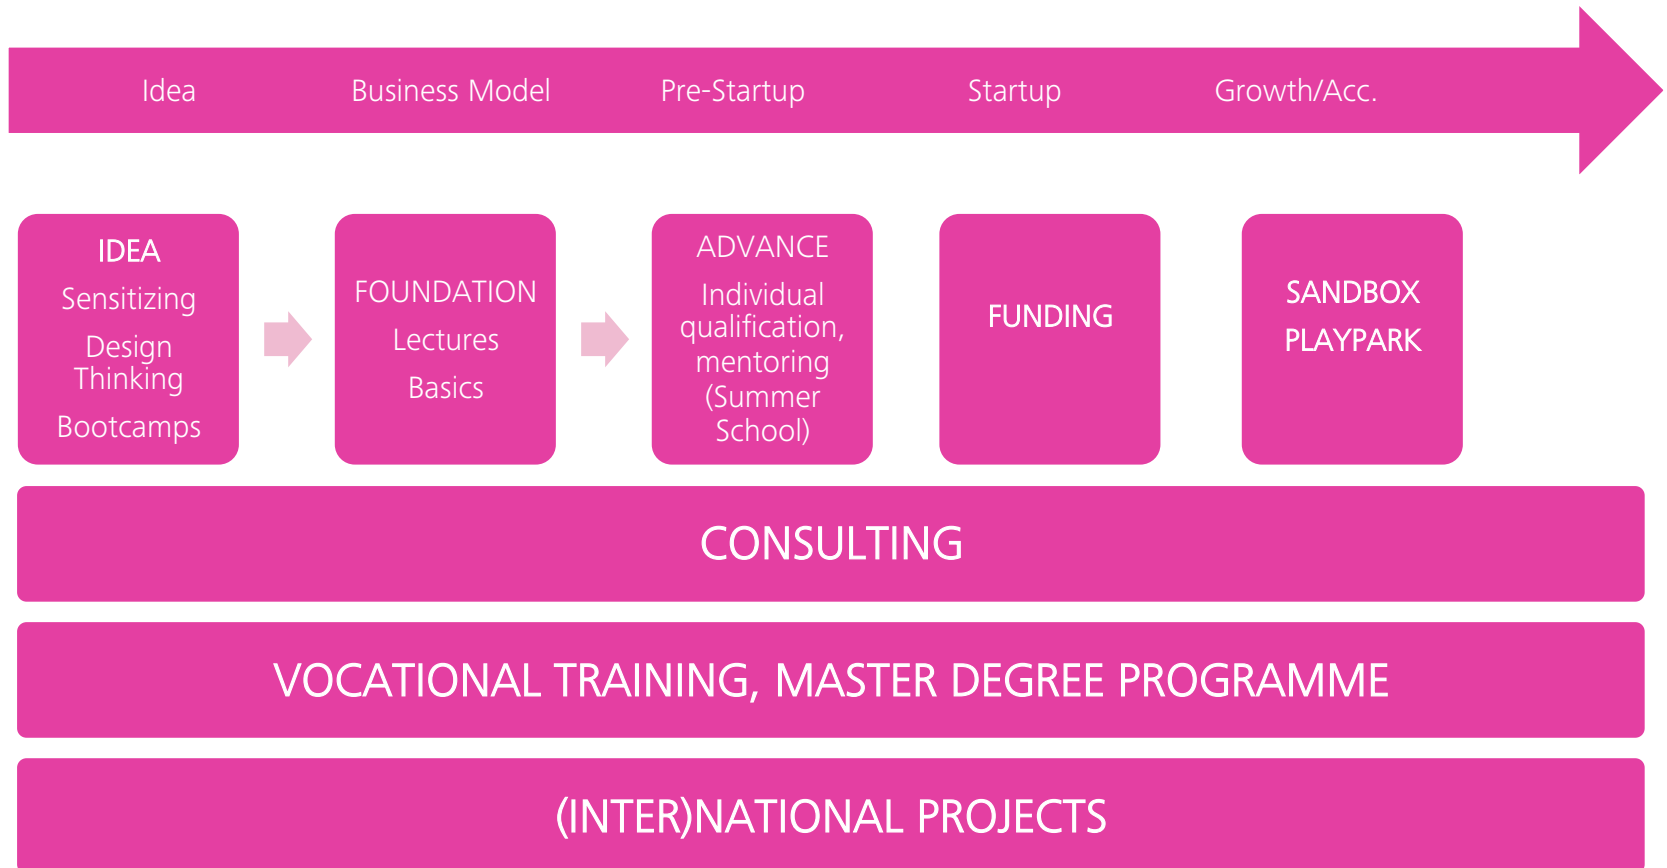 Idea Business Model Pre-Startup Startup Growth/Acc.
IDEA
Sensitizing
Design
Thinking
Bootcamps
FOUNDATION
Lectures
Basics
ADVANCE
Individual
qualification,
mentoring
(Summer
School)
FUNDING
SANDBOX
PLAYPARK
CONSULTING
VOCATIONAL TRAINING, MASTER DEGREE PROGRAMME
(INTER)NATIONAL PROJECTS